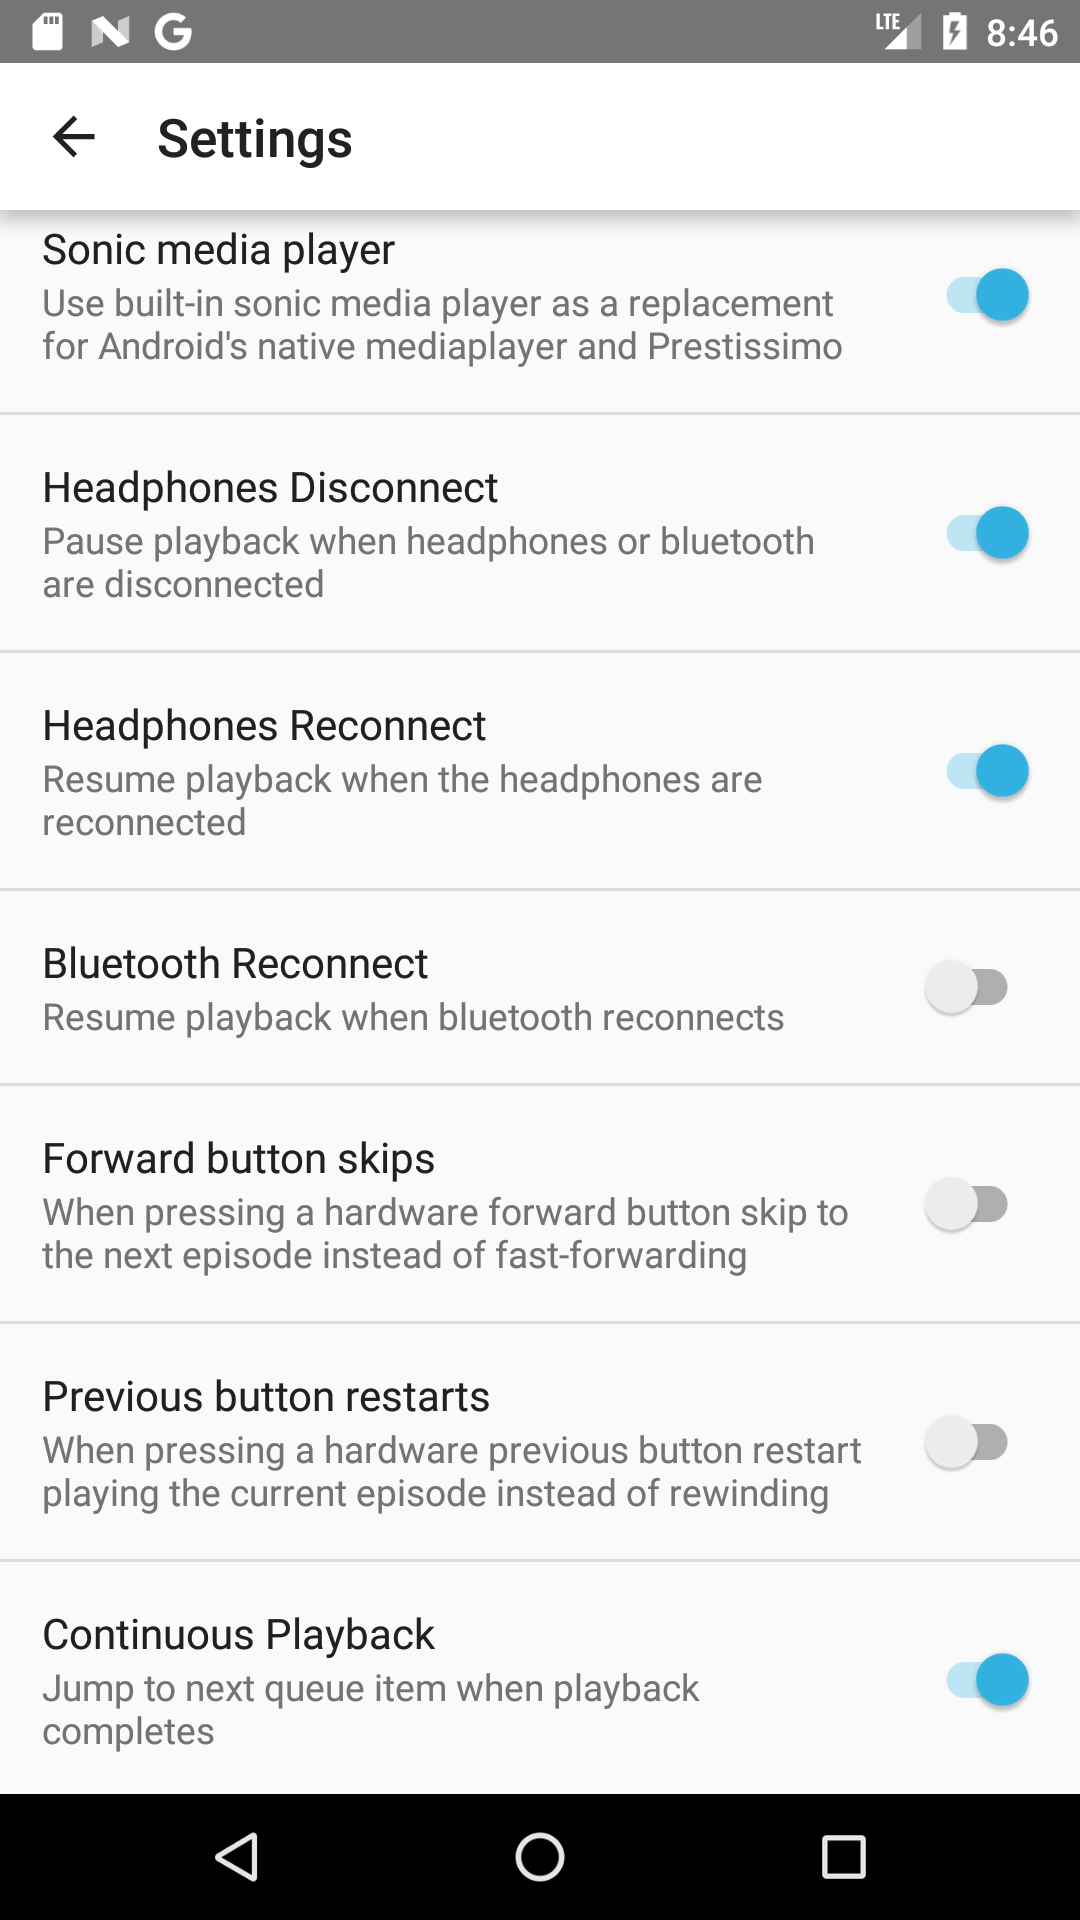 LTE 8:46
Settings
Sonic media player
Use built-in sonic media player as a replacement
for Android's native mediaplayer and Prestissimo
Headphones Disconnect
Pause playback when headphones or bluetooth
are disconnected
Headphones Reconnect
Resume playback when the headphones are
reconnected
Bluetooth Reconnect
Resume playback when bluetooth reconnects
Forward button skips
When pressing a hardware forward button skip to
the next episode instead of fast-forwarding
Previous button restarts
When pressing a hardware previous button restart
playing the current episode instead of rewinding
Continuous Playback
Jump to next queue item when playback
completes